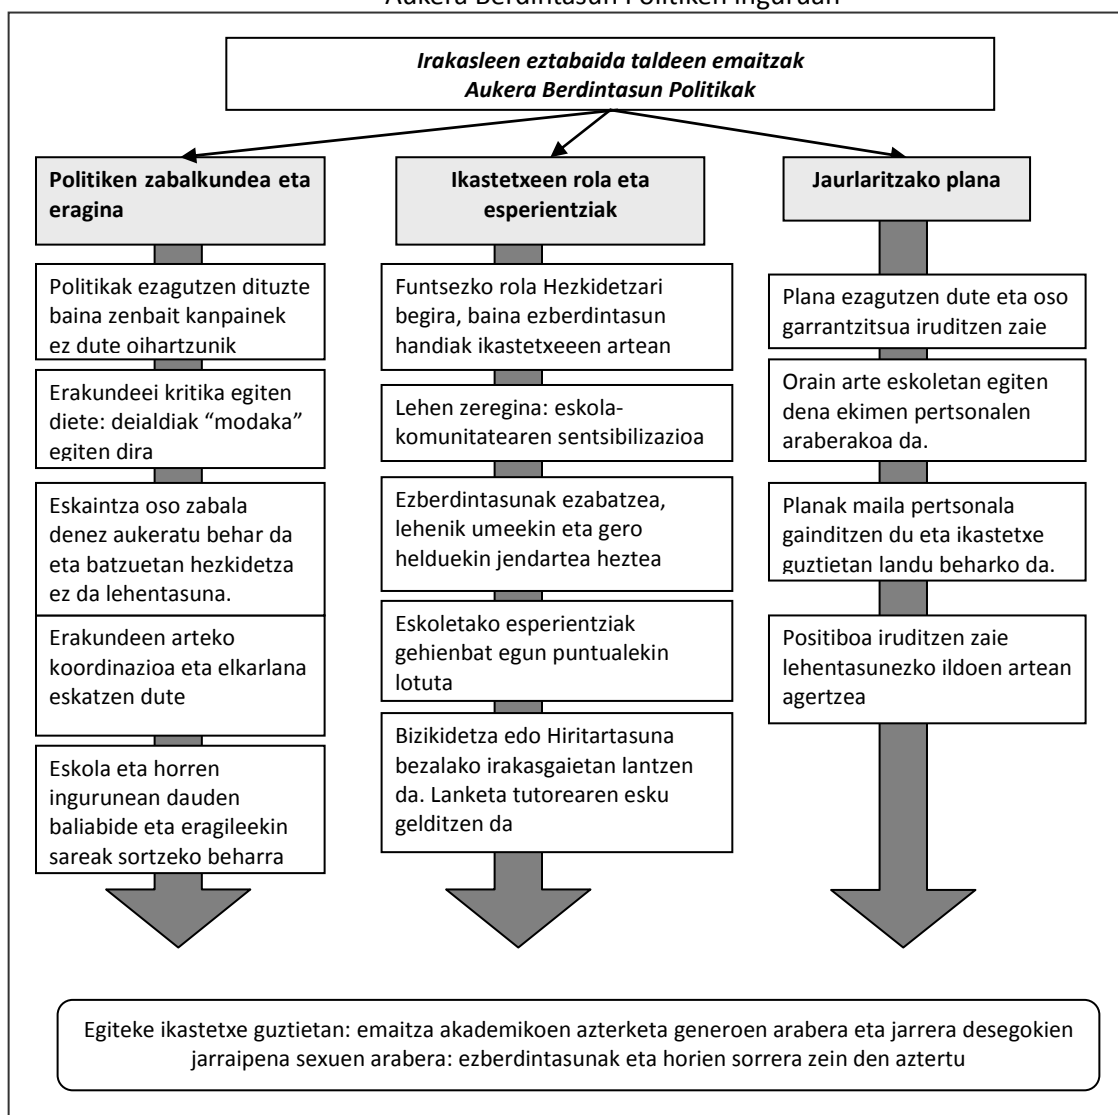 Aukera Berdintasun Politiken inguruan
Irakasleen eztabaida taldeen emaitzak
Aukera Berdintasun Politikak
Politiken zabalkundea eta
eragina
Politikak ezagutzen dituzte
baina zenbait kanpainek
ez dute oihartzunik
Erakundeei kritika egiten
diete: deialdiak “modaka”
egiten dira
Eskaintza oso zabala
denez aukeratu behar da
eta batzuetan hezkidetza
ez da lehentasuna.
Erakundeen arteko
koordinazioa eta elkarlana
eskatzen dute
Eskola eta horren
ingurunean dauden
baliabide eta eragileekin
sareak sortzeko beharra
Ikastetxeen rola eta
esperientziak
Funtsezko rola Hezkidetzari
begira, baina ezberdintasun
handiak ikastetxeeen artean
Lehen zeregina: eskola-
komunitatearen sentsibilizazioa
Ezberdintasunak ezabatzea,
lehenik umeekin eta gero
helduekin jendartea heztea
Eskoletako esperientziak
gehienbat egun puntualekin
lotuta
Bizikidetza edo Hiritartasuna
bezalako irakasgaietan lantzen
da. Lanketa tutorearen esku
gelditzen da
Jaurlaritzako plana
Plana ezagutzen dute eta oso
garrantzitsua iruditzen zaie
Orain arte eskoletan egiten
dena ekimen pertsonalen
araberakoa da.
Planak maila pertsonala
gainditzen du eta ikastetxe
guztietan landu beharko da.
Positiboa iruditzen zaie
lehentasunezko ildoen artean
agertzea
Egiteke ikastetxe guztietan: emaitza akademikoen azterketa generoen arabera eta jarrera desegokien
jarraipena sexuen arabera: ezberdintasunak eta horien sorrera zein den aztertu